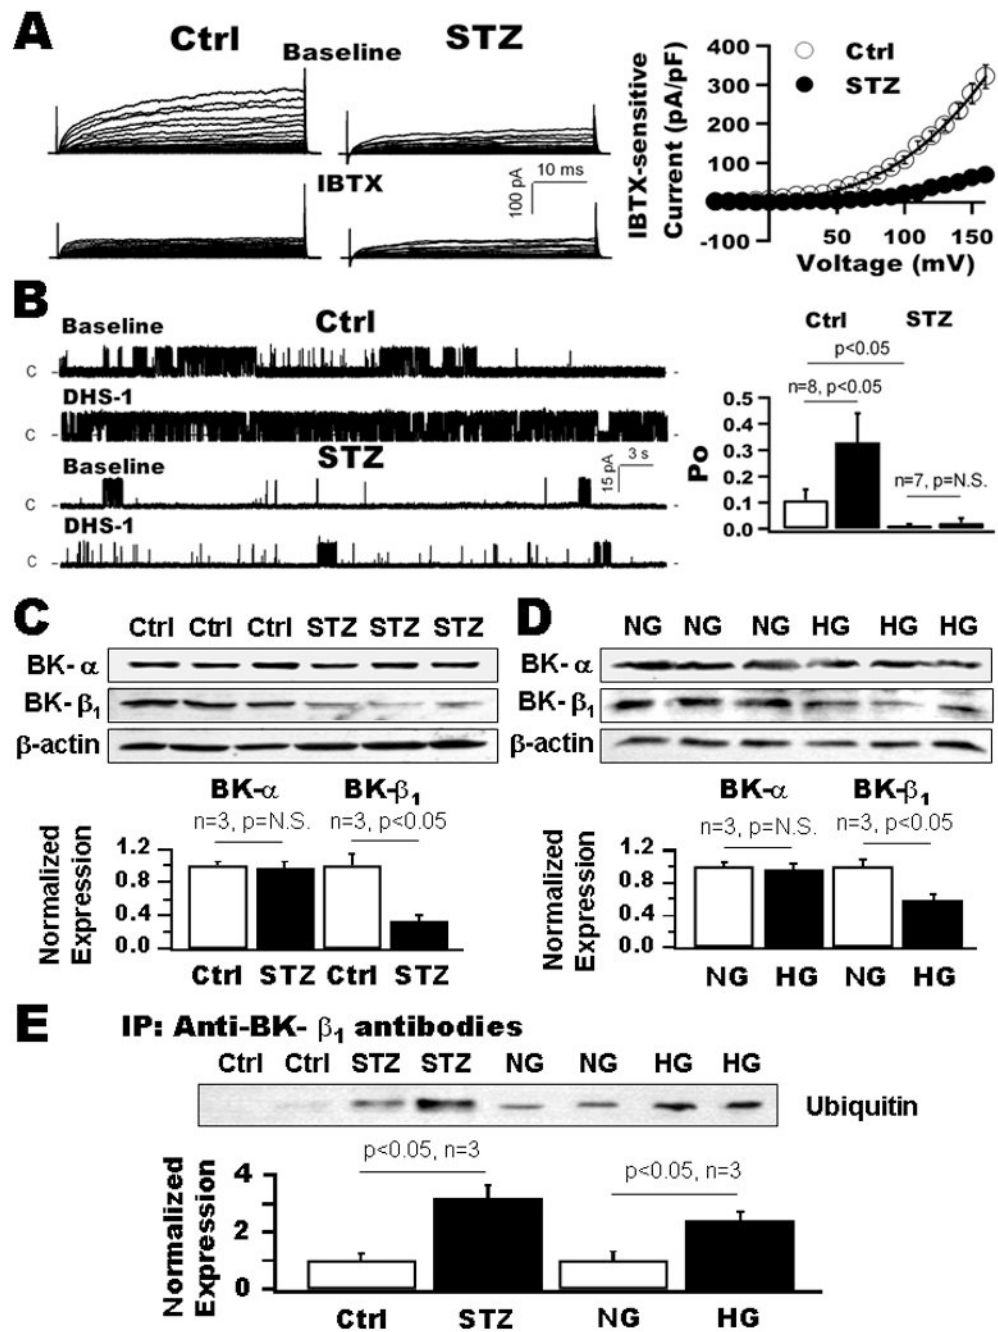 A
Ctrl
STZ
Baseline
IBTX
100 pA
10 ms
IBTX-sensitive
Current (pA/pF)
400
300
200
100
-100
50 100 150
Voltage (mV)
Ctrl
STZ
B
Baseline
Ctrl
C
DHS-1
C
STZ
Baseline
15 pA
3 s
C
DHS-1
C
Ctrl STZ
p<0.05
n=8, p<0.05
n=7, p=N.S.
Po
0.5
0.4
0.3
0.2
0.1
0.0
C
Ctrl Ctrl Ctrl STZ STZ STZ
BK- α
BK- β1
β-actin
BK-α BK-β1
n=3, p=N.S. n=3, p<0.05
Normalized
Expression
1.2
0.8
0.4
0.0
Ctrl STZ Ctrl STZ
D
NG NG NG HG HG HG
BK- α
BK- β1
β-actin
BK-α BK-β1
n=3, p=N.S. n=3, p<0.05
Normalized
Expression
1.2
0.8
0.4
0.0
NG HG NG HG
E
IP: Anti-BK- β1 antibodies
Ctrl Ctrl STZ STZ NG NG HG HG
Ubiquitin
p<0.05, n=3
p<0.05, n=3
Normalized
Expression
4
2
0
Ctrl STZ NG HG